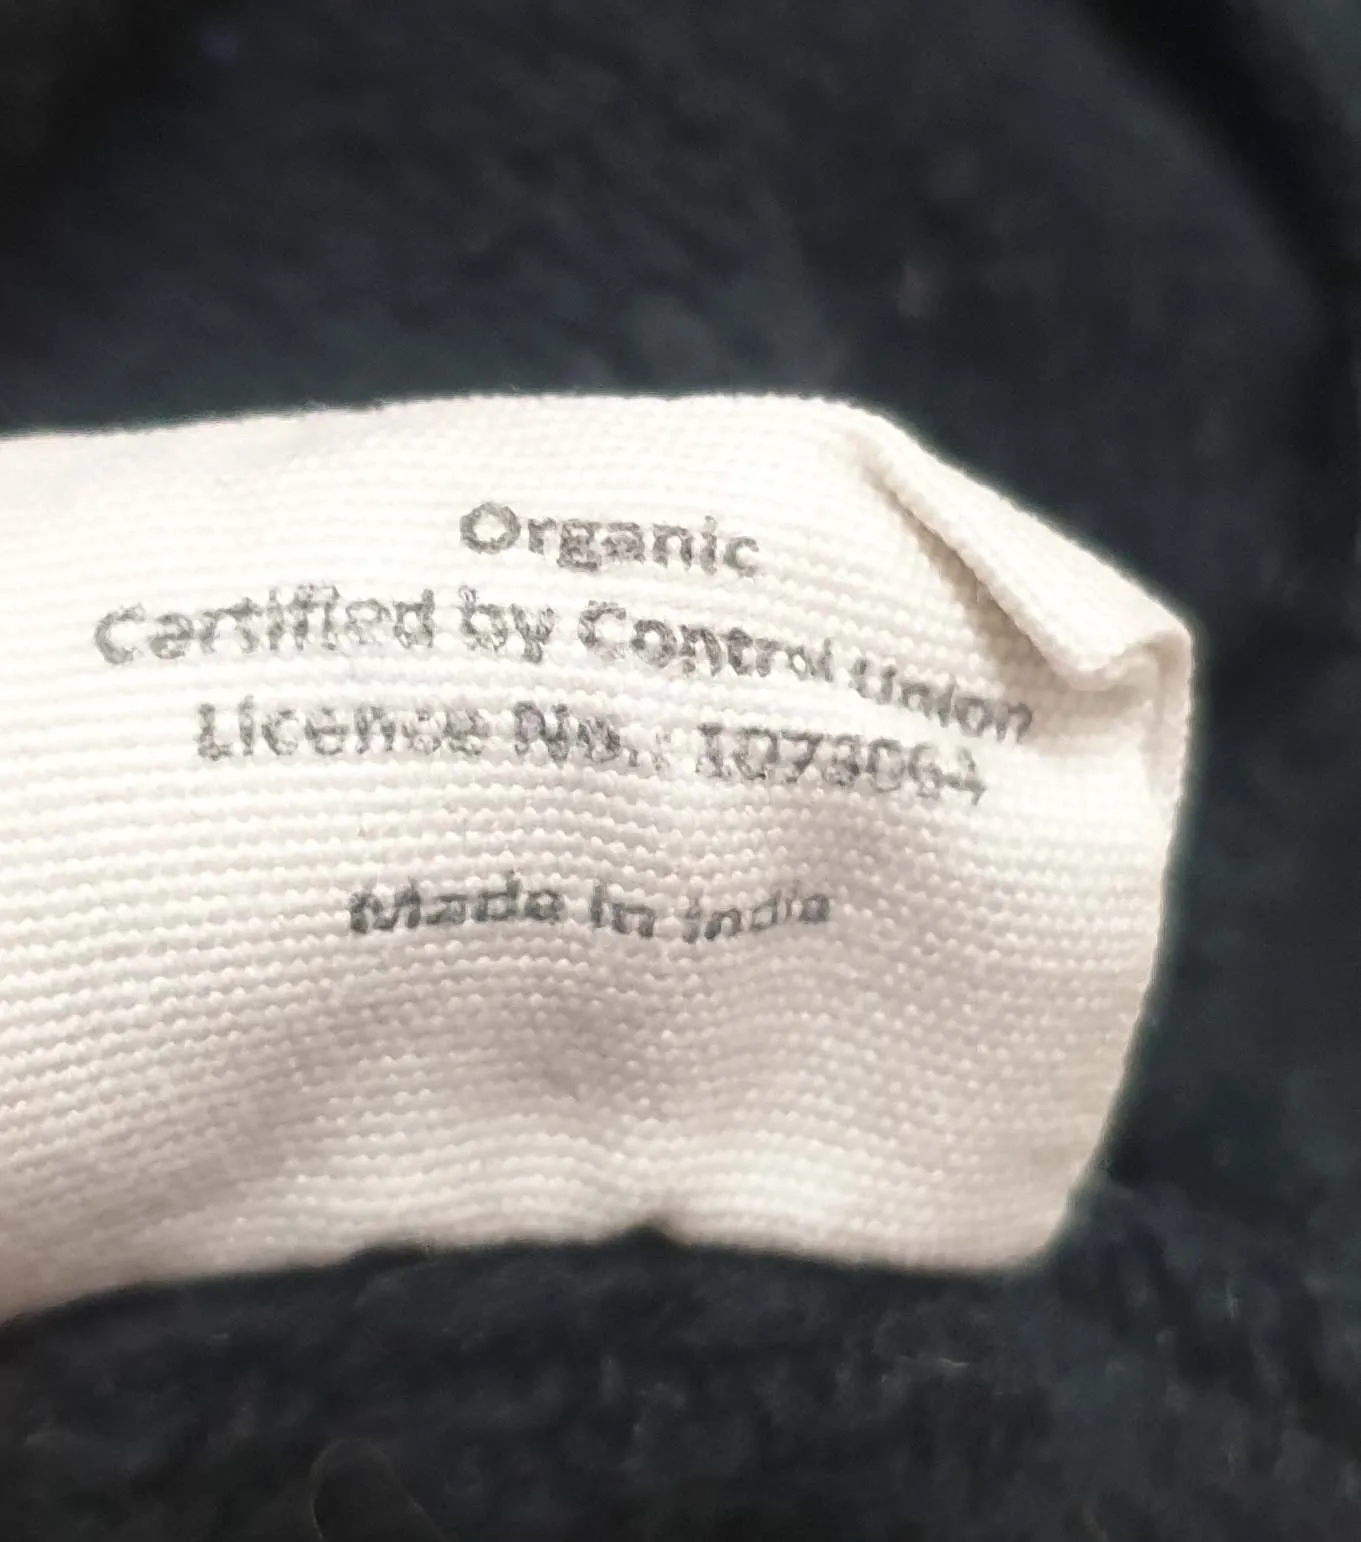 Organic
Certified by Control Union
License No.: 1073064
Made in India